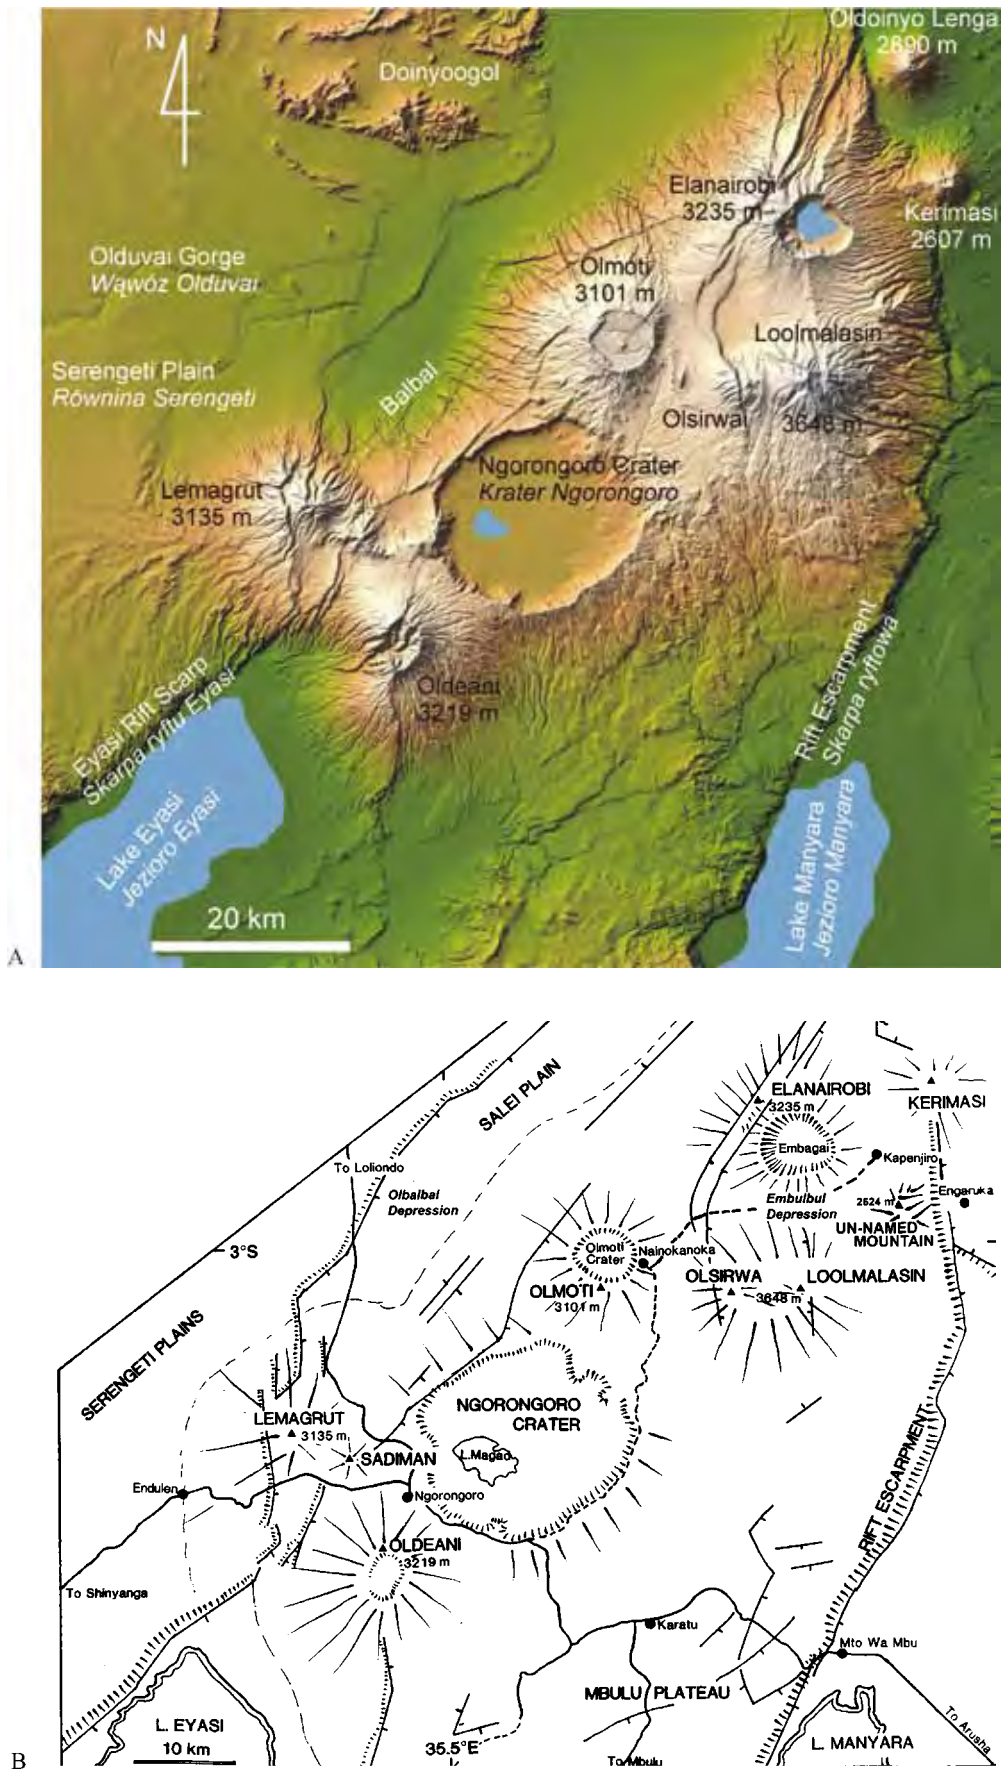 Oldoinyo Lenga
2890 m
N
Doinyoogol
Elanairobi
3235 m
Kerimasi
2607 m
Olduvai Gorge
Wąwóz Olduvai
Olmoti
3101 m
Loolmalasin
Serengeti Plain
Równina Serengeti
Balbal
Olsirwai
3648 m
Ngorongoro Crater
Krater Ngorongoro
Lemagrut
3135 m
Oldeani
3219 m
Eyasi Rift Scarp
Skarpa ryftu Eyasi
Rift Escarpment
Skarpa ryftowa
Lake Eyasi
Jezioro Eyasi
Lake Manyara
Jezioro Manyara
20 km
A
SALEI PLAIN
ELANAIROBI
3235 m
KERIMASI
Embagai
Kapenjiro
To Loliondo
Olbalbal
Depression
Embulbul
Depression
2524 m
Engaruka
UN-NAMED
MOUNTAIN
3°S
Olmoti
Crater
Nainokanoka
OLMOTI
3101 m
OLSIRWA
LOOLMALASIN
3648 m
SERENGETI PLAINS
NGORONGORO
CRATER
LEMAGRUT
3135 m
L.Magad
SADIMAN
Endulen
Ngorongoro
RIFT ESCARPMENT
OLDEANI
3219 m
To Shinyanga
Karatu
Mto Wa Mbu
MBULU PLATEAU
L. EYASI
10 km
35.5°E
To Mbulu
L. MANYARA
To Arusha
B